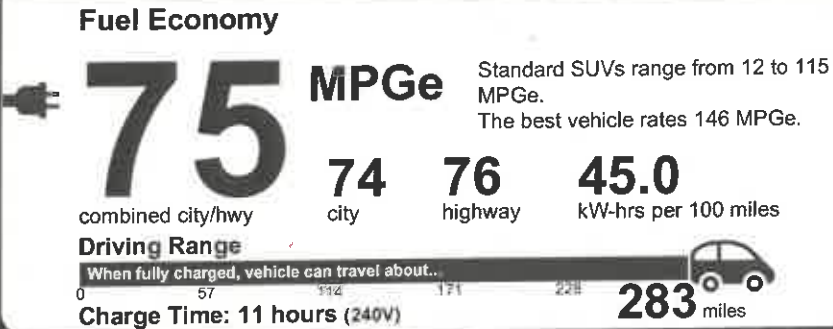 Fuel Economy
75 MPGe
combined city/hwy
Standard SUVs range from 12 to 115
MPGe.
The best vehicle rates 146 MPGe.
74
city
76
highway
45.0
kW-hrs per 100 miles
Driving Range
When fully charged, vehicle can travel about...
0 57 114 171 228 283 miles
Charge Time: 11 hours (240V)